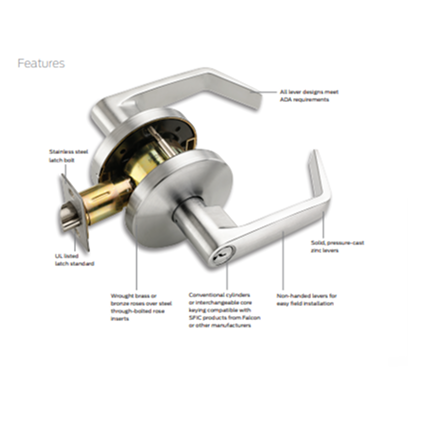 Features
All lever designs meet
ADA requirements
Stainless steel
latch bolt
UL listed
latch standard
Solid, pressure-cast
zinc levers
Wrought brass or
bronze roses over steel
through-bolted rose
inserts
Conventional cylinders
or interchangeable core
keying compatible with
SFIC products from Falcon
or other manufacturers
Non-handed levers for
easy field installation